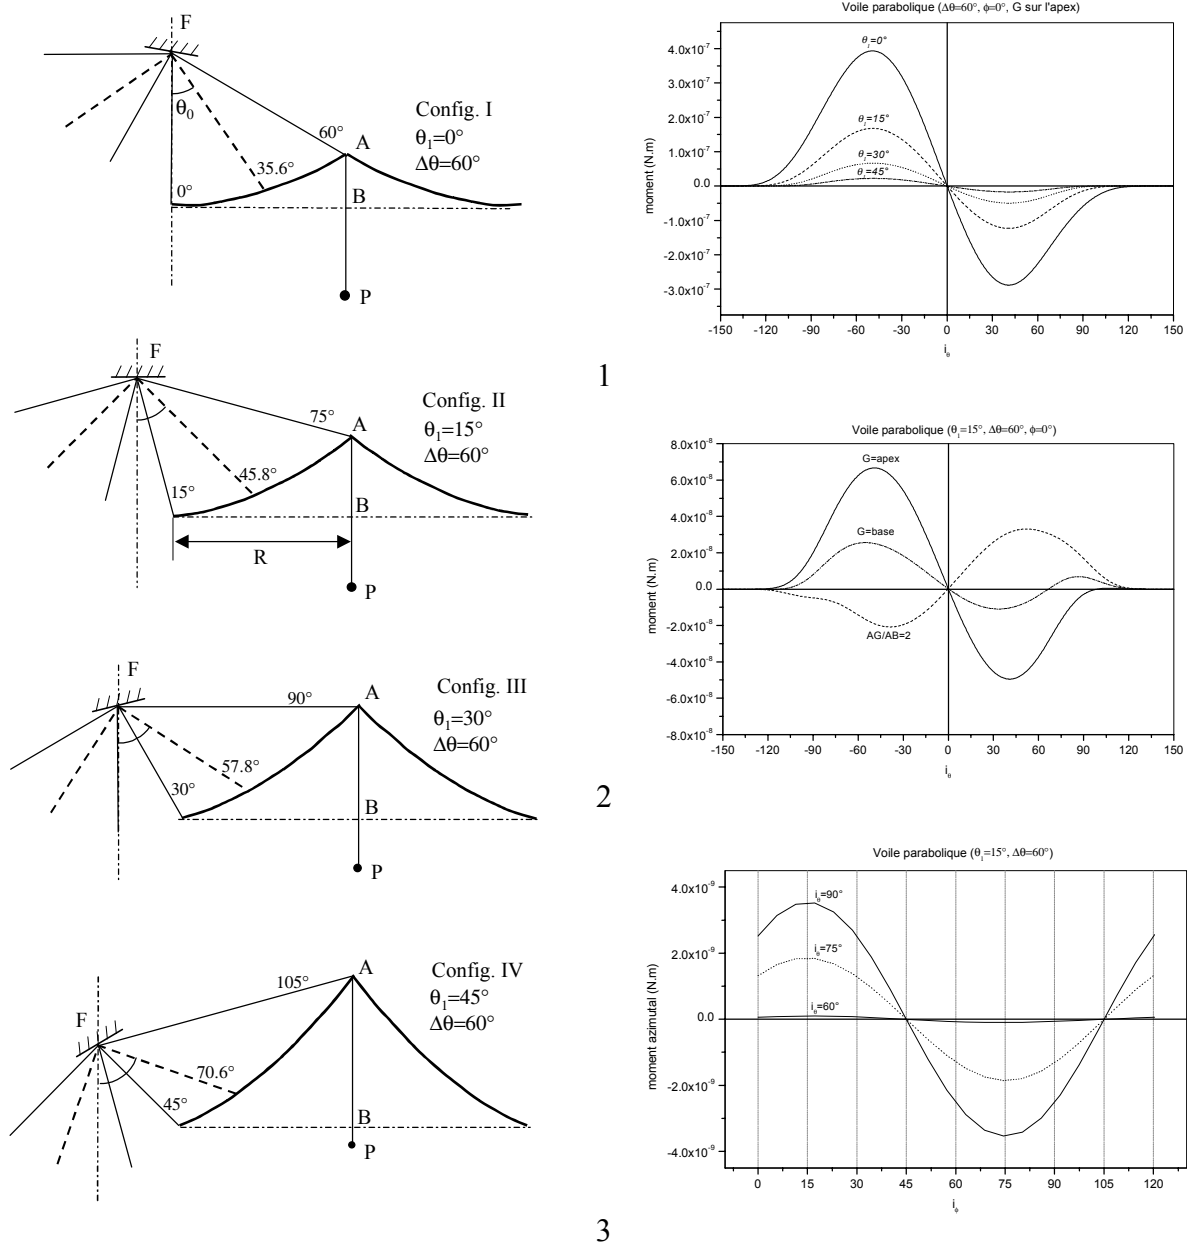 F
θ₀
0°
35.6°
60°
A
B
P
Config. I
θ₁=0°
Δθ=60°
F
15°
45.8°
75°
A
B
R
P
Config. II
θ₁=15°
Δθ=60°
F
30°
57.8°
90°
A
B
P
Config. III
θ₁=30°
Δθ=60°
F
45°
70.6°
105°
A
B
P
Config. IV
θ₁=45°
Δθ=60°
Voile parabolique (Δθ=60°, ϕ=0°, G sur l'apex)
moment (N.m)
4.0x10⁻⁷
3.0x10⁻⁷
2.0x10⁻⁷
1.0x10⁻⁷
0.0
-1.0x10⁻⁷
-2.0x10⁻⁷
-3.0x10⁻⁷
θ₁=0°
θ₁=15°
θ₁=30°
θ₁=45°
-150 -120 -90 -60 -30 0 30 60 90 120 150
i_θ
1
Voile parabolique (θ₁=15°, Δθ=60°, ϕ=0°)
moment (N.m)
8.0x10⁻⁸
6.0x10⁻⁸
4.0x10⁻⁸
2.0x10⁻⁸
0.0
-2.0x10⁻⁸
-4.0x10⁻⁸
-6.0x10⁻⁸
-8.0x10⁻⁸
G=apex
G=base
AG/AB=2
-150 -120 -90 -60 -30 0 30 60 90 120 150
i_θ
2
Voile parabolique (θ₁=15°, Δθ=60°)
moment azimutal (N.m)
4.0x10⁻⁹
2.0x10⁻⁹
0.0
-2.0x10⁻⁹
-4.0x10⁻⁹
i_θ=90°
i_θ=75°
i_θ=60°
0 15 30 45 60 75 90 105 120
i_ϕ
3